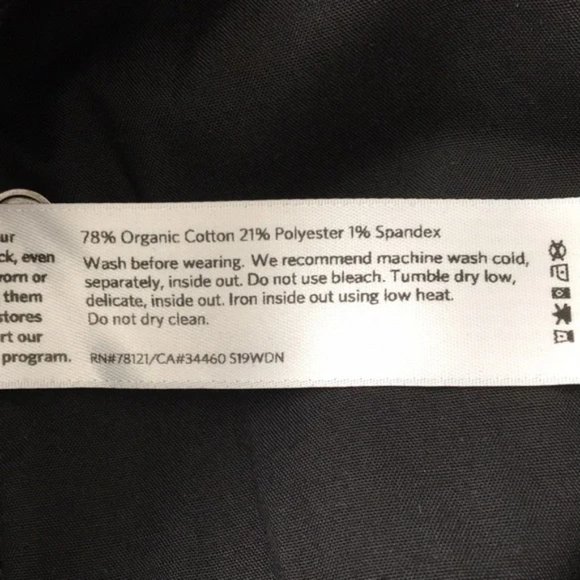 ur
ck, even
worn or
them
stores
rt our
program.
78% Organic Cotton 21% Polyester 1% Spandex
Wash before wearing. We recommend machine wash cold,
separately, inside out. Do not use bleach. Tumble dry low,
delicate, inside out. Iron inside out using low heat.
Do not dry clean.
RN#78121/CA#34460 S19WDN